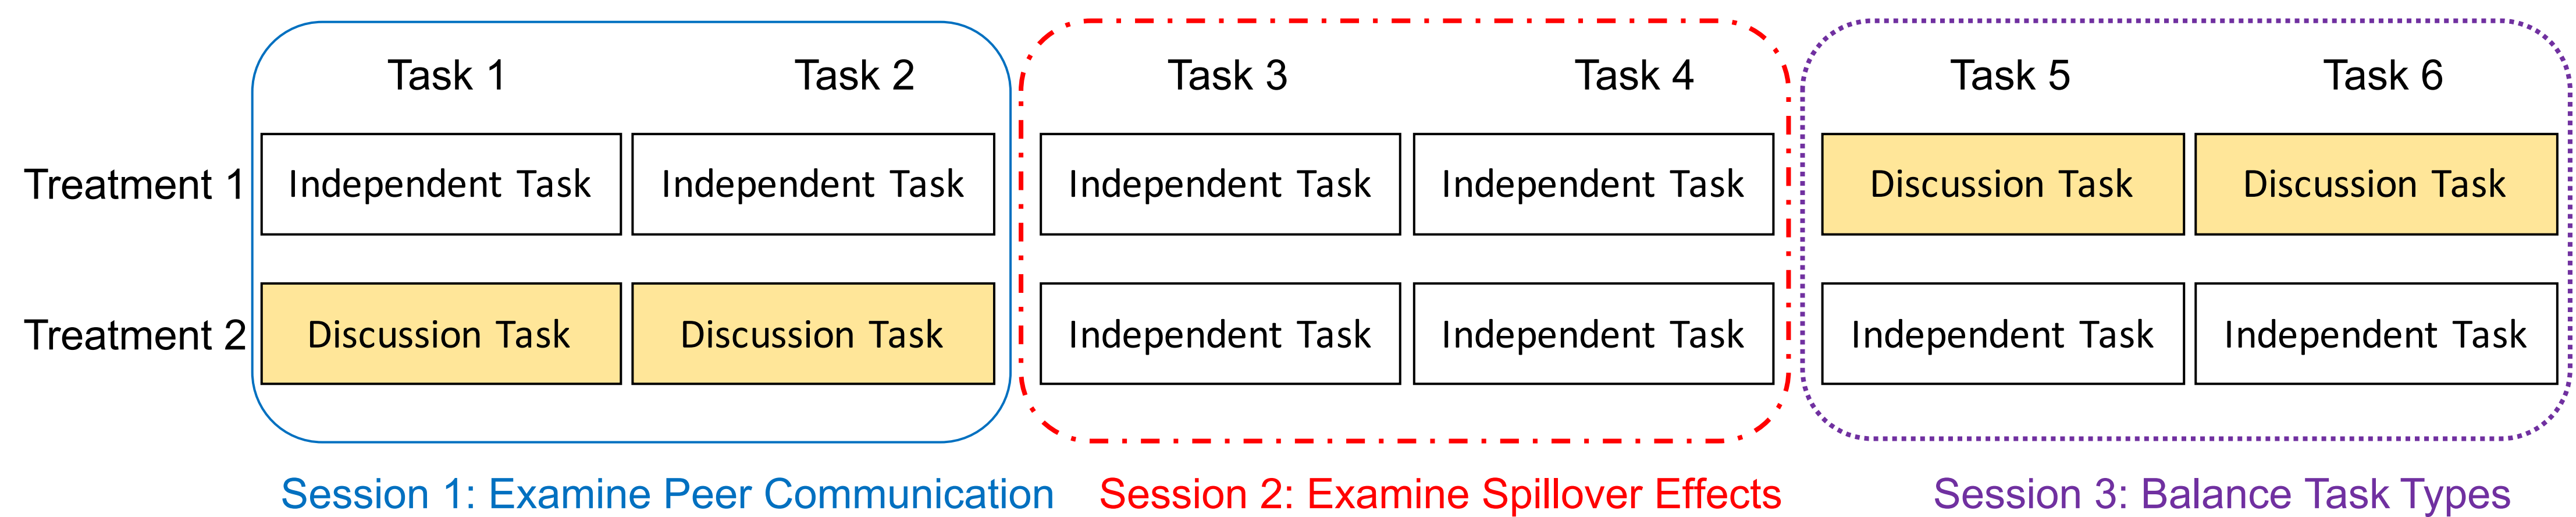 Task 1 Task 2 Task 3 Task 4 Task 5 Task 6
Treatment 1 Independent Task Independent Task Independent Task Independent Task Discussion Task Discussion Task
Treatment 2 Discussion Task Discussion Task Independent Task Independent Task Independent Task Independent Task
Session 1: Examine Peer Communication Session 2: Examine Spillover Effects Session 3: Balance Task Types